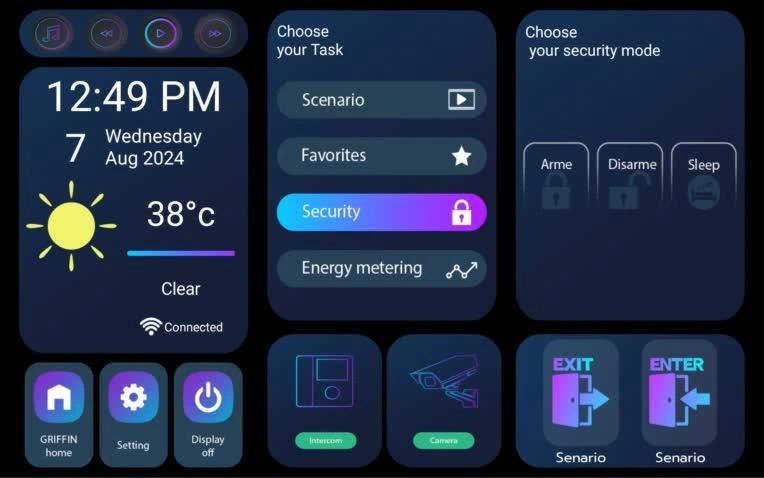 12:49 PM
7
Wednesday
Aug 2024
38°c
Clear
Connected
GRIFFIN
home
Setting
Display
off
Choose
your Task
Scenario
Favorites
Security
Energy metering
Intercom
Camera
Choose
your security mode
Arme
Disarme
Sleep
EXIT
Senario
ENTER
Senario